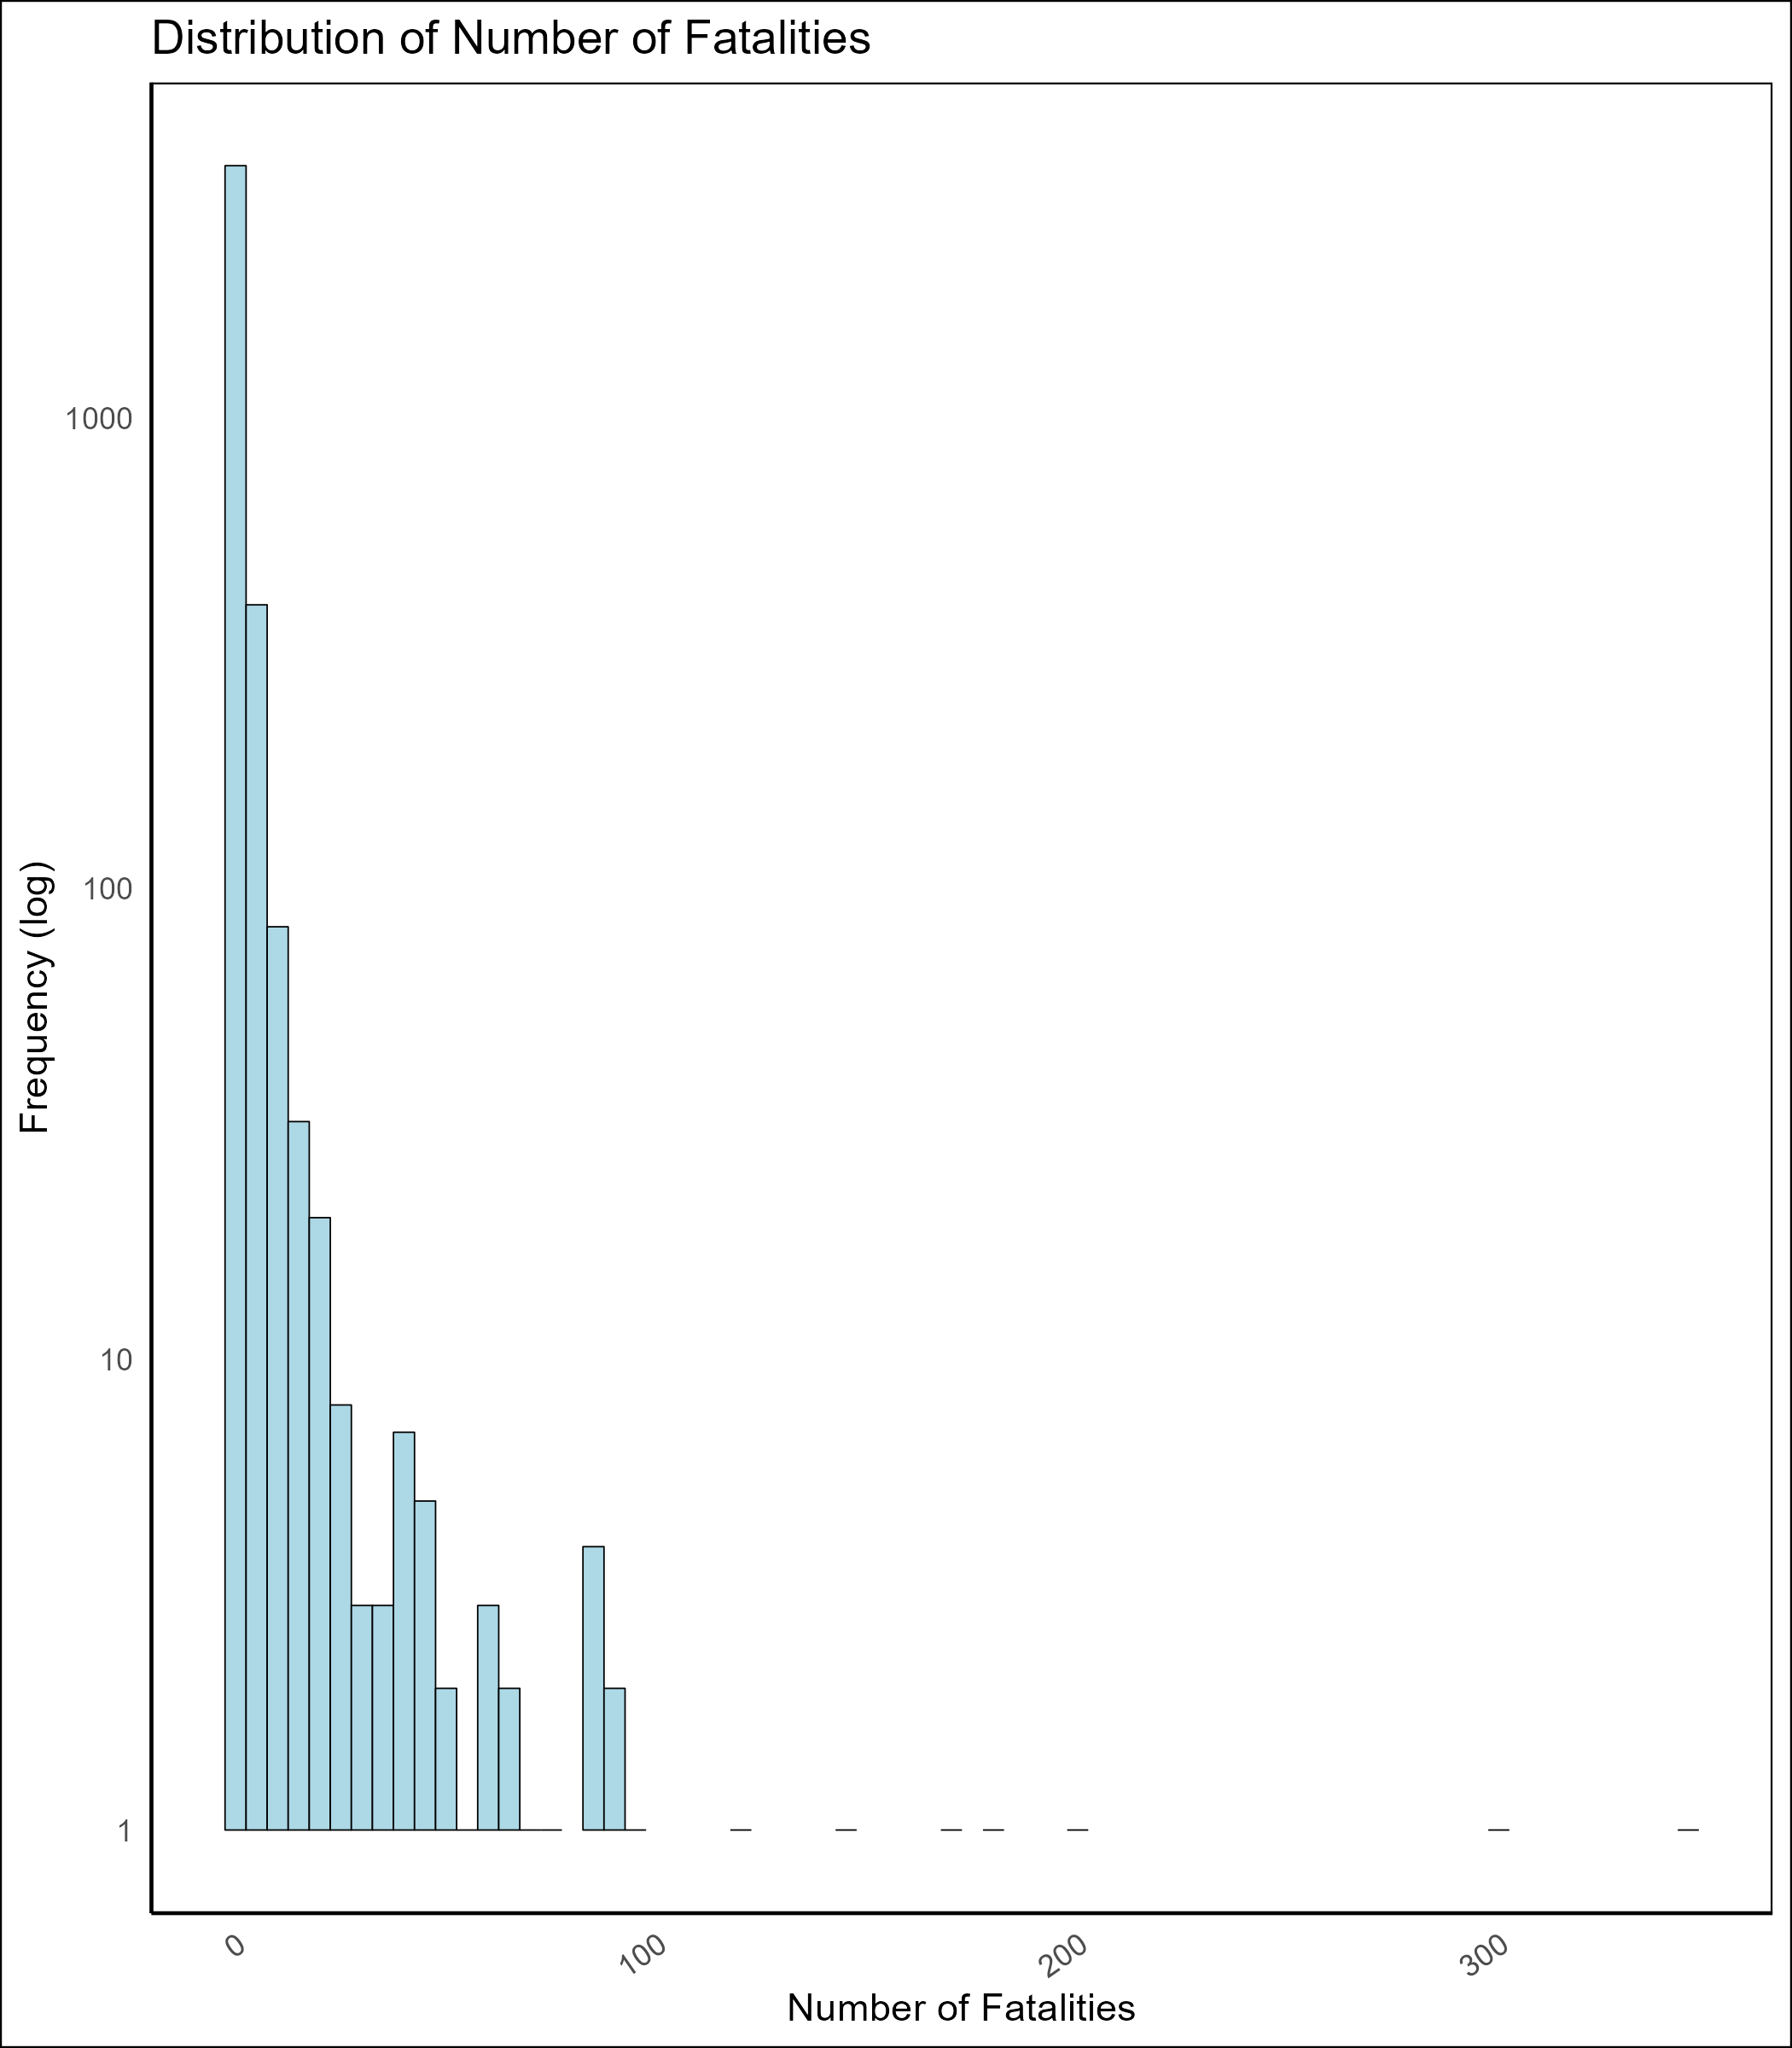 Distribution of Number of Fatalities
1000
100
10
1
Frequency (log)
0
100
200
300
Number of Fatalities